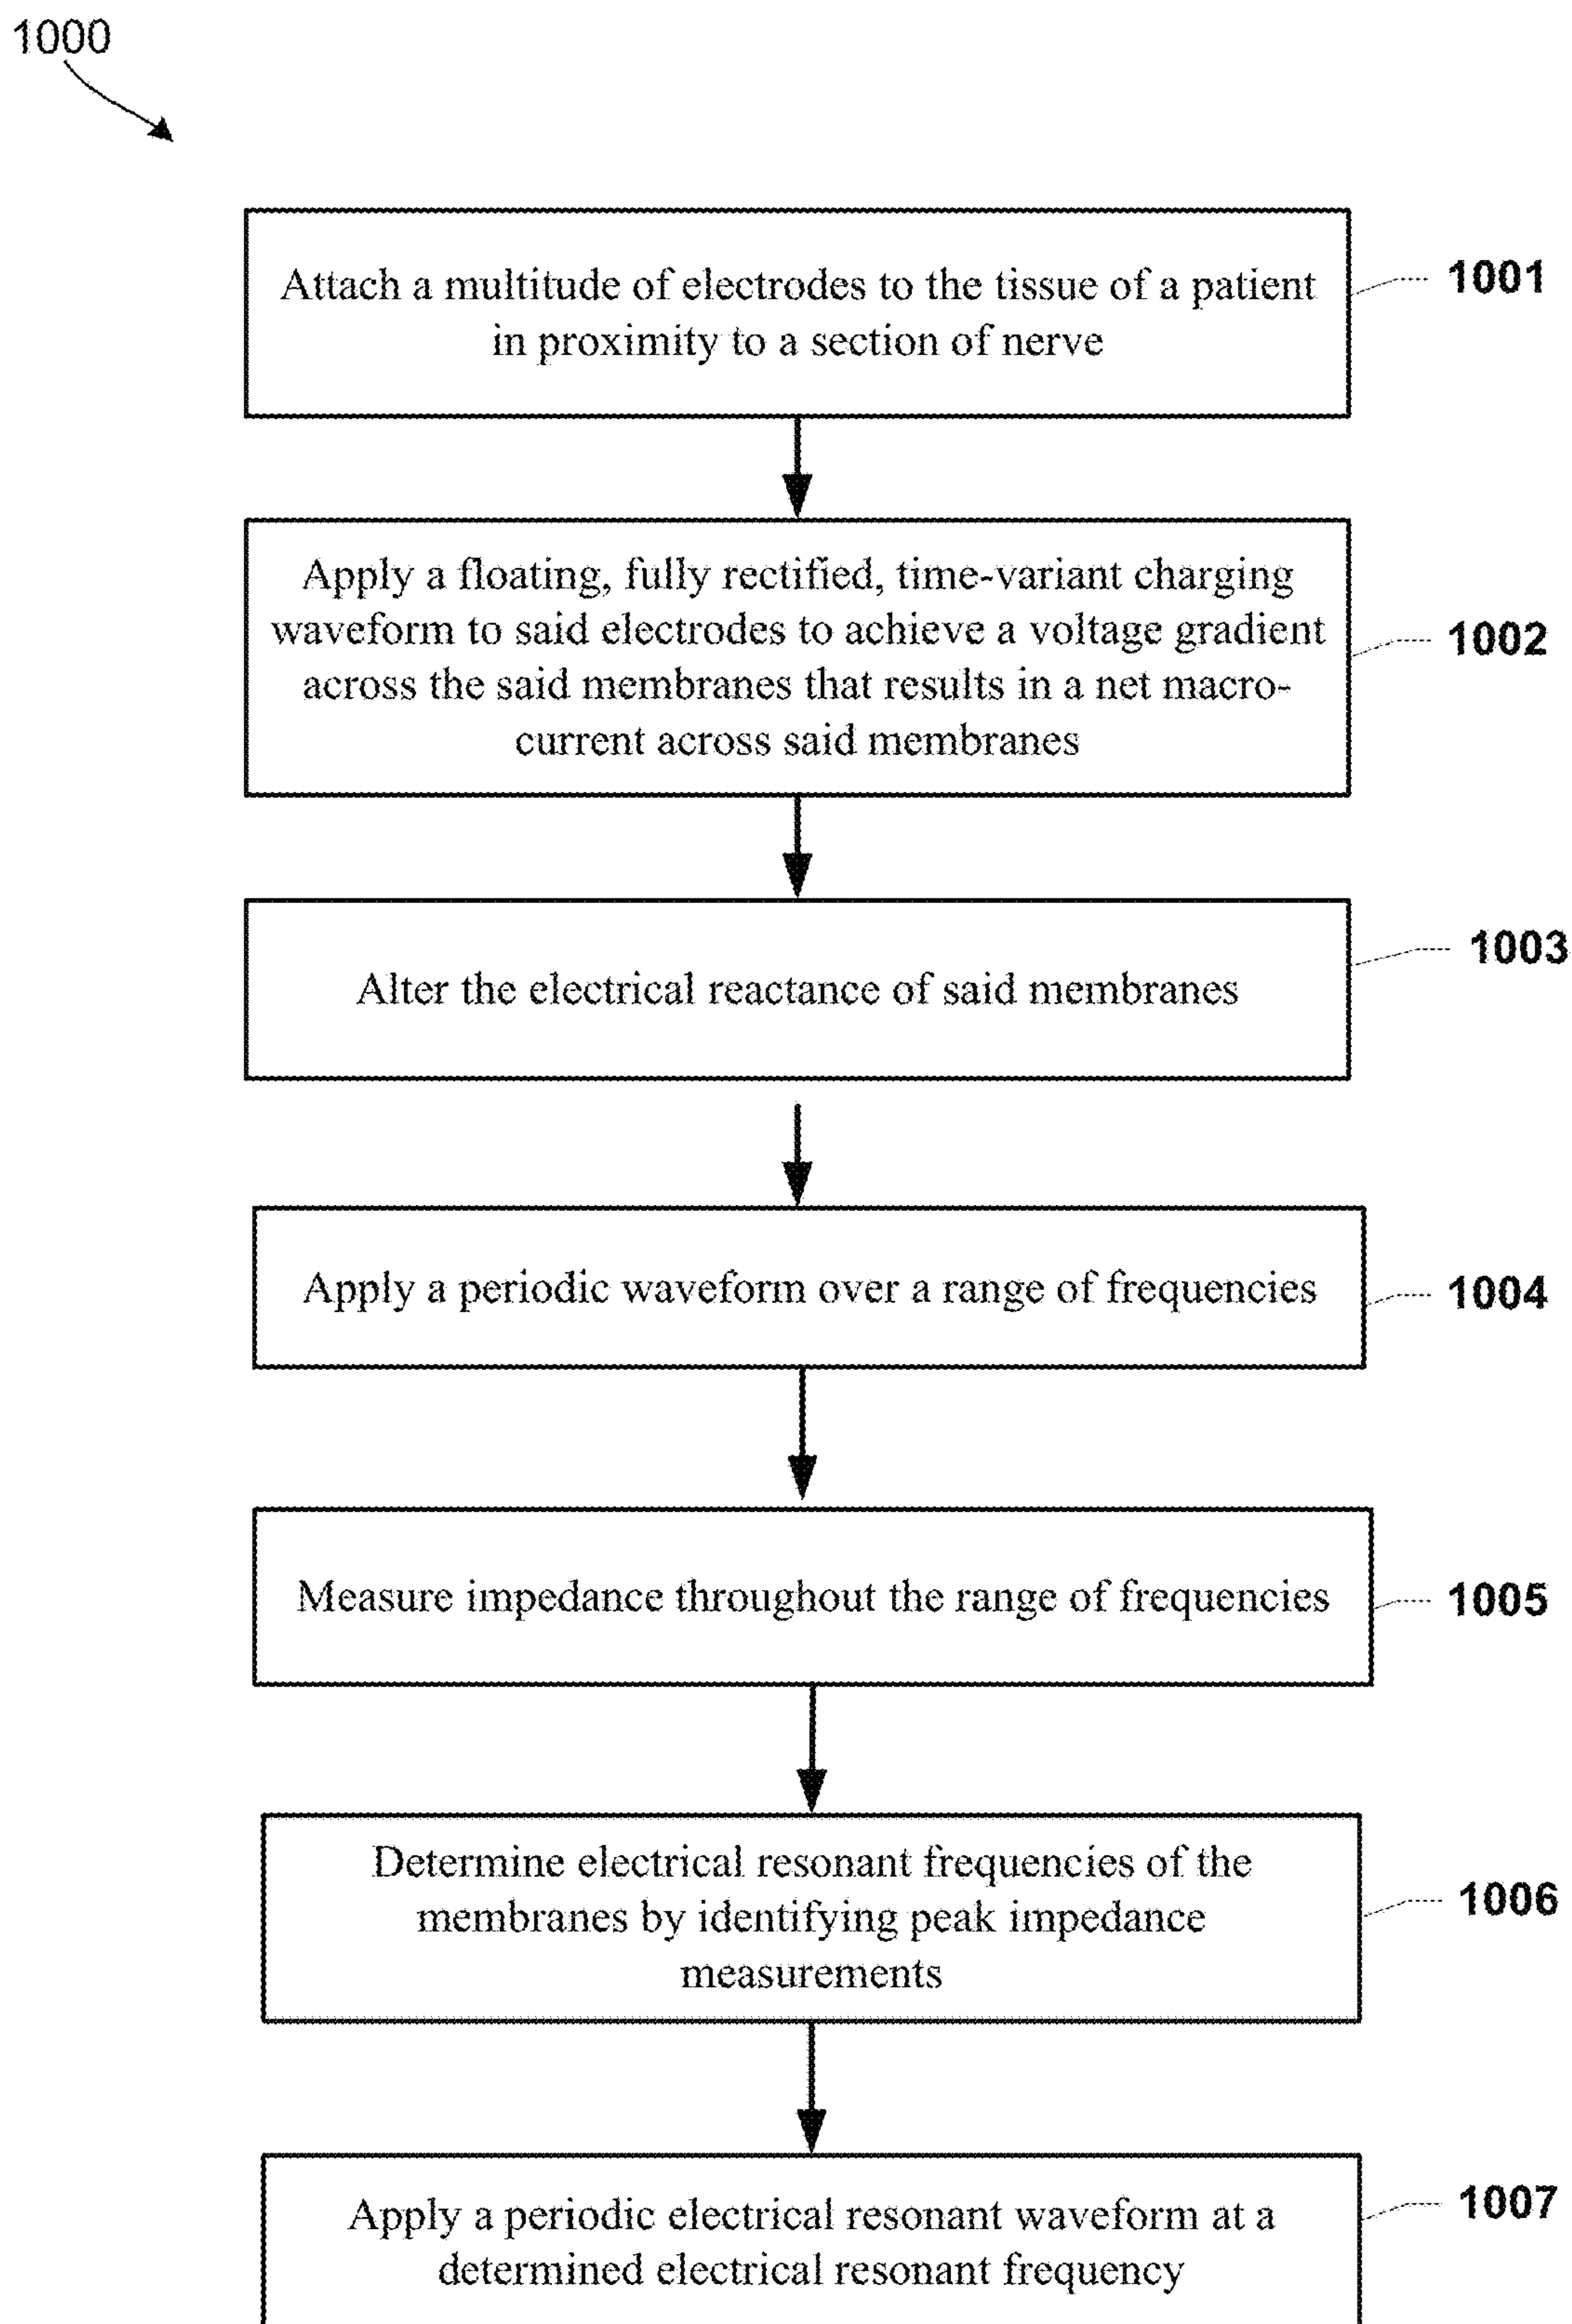 1000
Attach a multitude of electrodes to the tissue of a patient
in proximity to a section of nerve
1001
Apply a floating, fully rectified, time-variant charging
waveform to said electrodes to achieve a voltage gradient
across the said membranes that results in a net macro-
current across said membranes
1002
Alter the electrical reactance of said membranes
1003
Apply a periodic waveform over a range of frequencies
1004
Measure impedance throughout the range of frequencies
1005
Determine electrical resonant frequencies of the
membranes by identifying peak impedance
measurements
1006
Apply a periodic electrical resonant waveform at a
determined electrical resonant frequency
1007